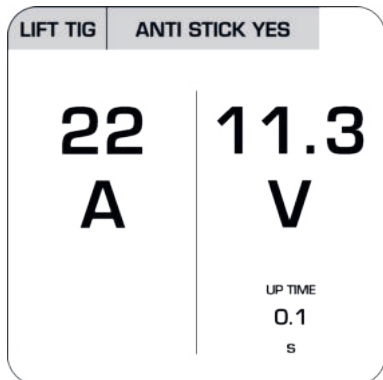 LIFT TIG ANTI STICK YES
22
A
11.3
V
UP TIME
0.1
S